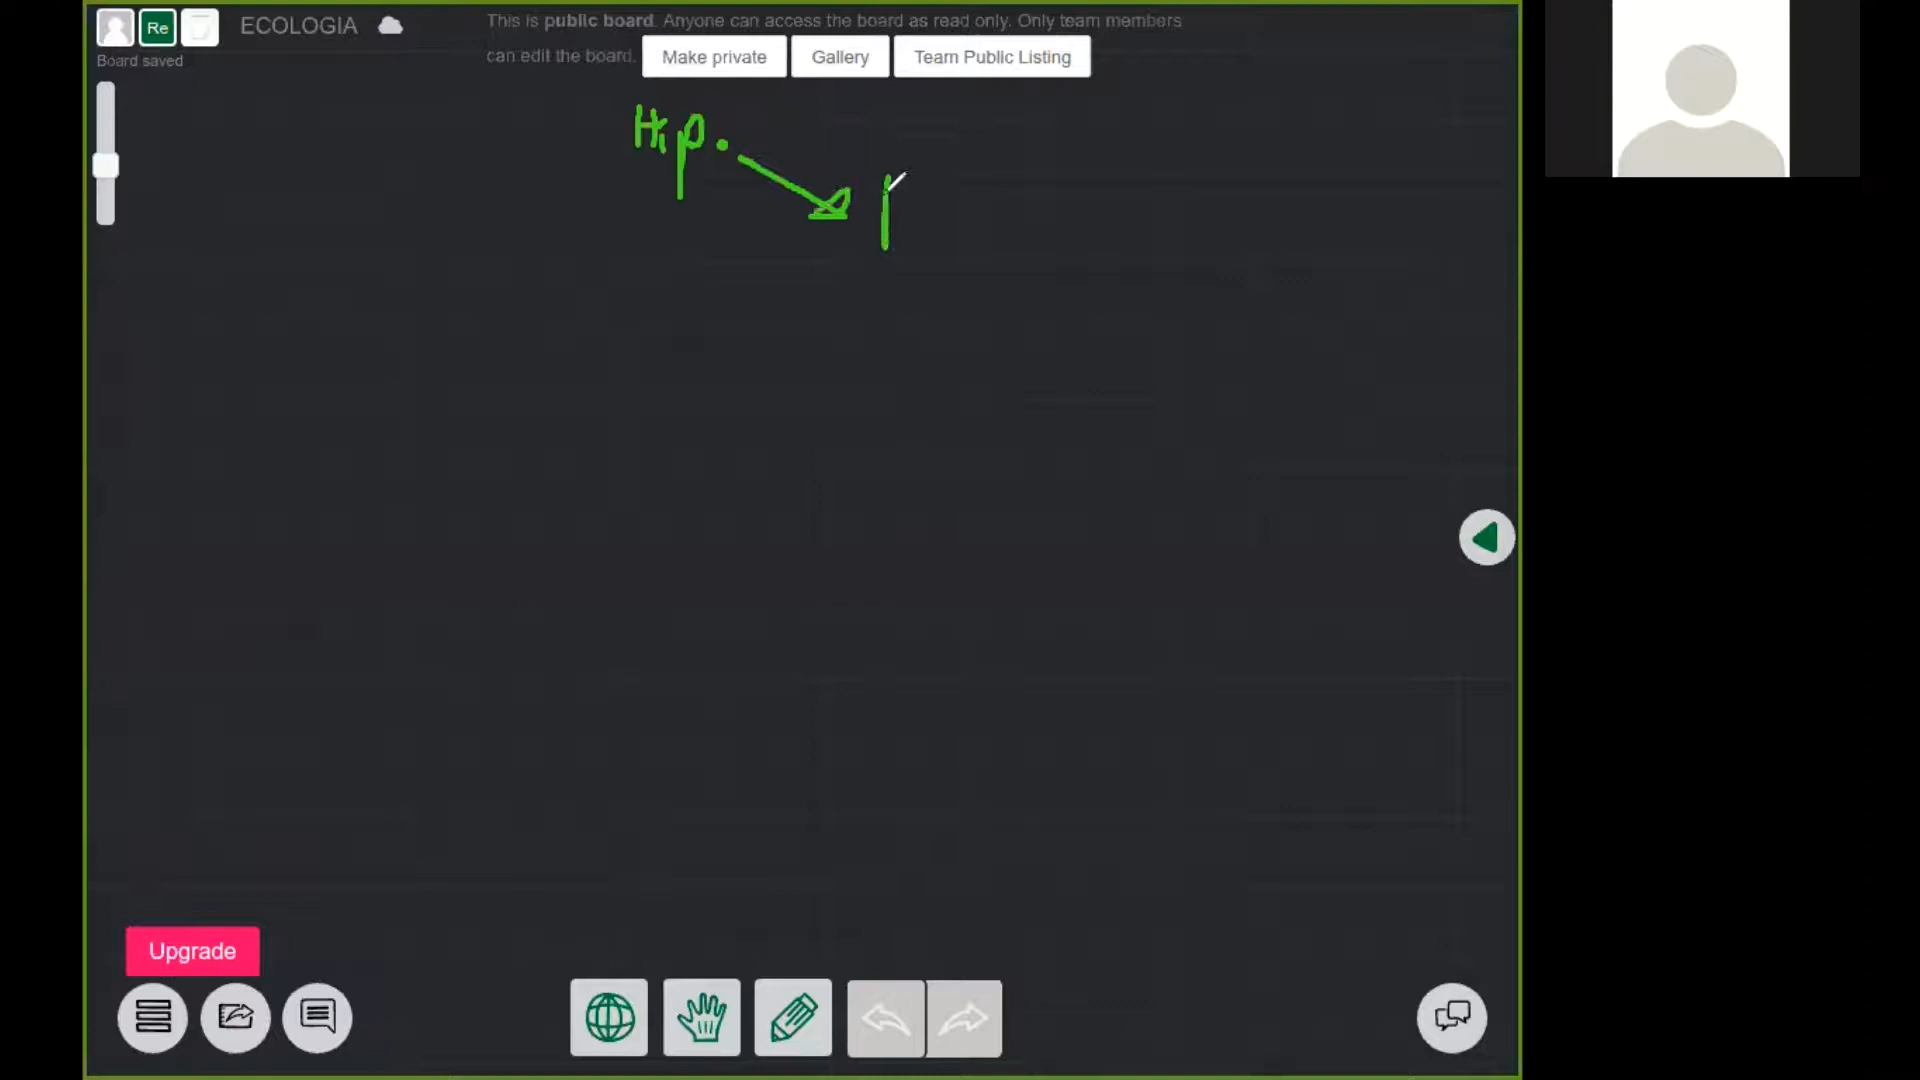 Re
ECOLOGIA
Board saved
This is public board. Anyone can access the board as read only. Only team members
can edit the board.
Make private
Gallery
Team Public Listing
Hip.
Upgrade